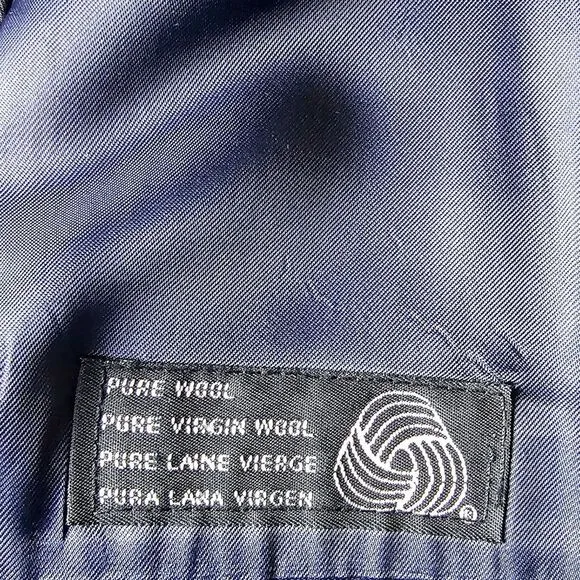 PURE WOOL
PURE VIRGIN WOOL
PURE LAINE VIERGE
PURA LANA VIRGEN
®